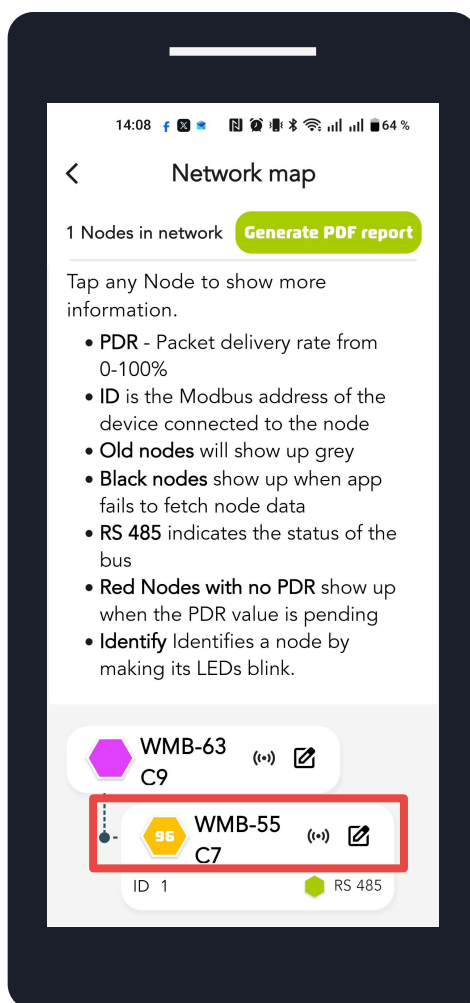 14:08 64 %
Network map
1 Nodes in network Generate PDF report
Tap any Node to show more
information.
• PDR - Packet delivery rate from
0-100%
• ID is the Modbus address of the
device connected to the node
• Old nodes will show up grey
• Black nodes show up when app
fails to fetch node data
• RS 485 indicates the status of the
bus
• Red Nodes with no PDR show up
when the PDR value is pending
• Identify Identifies a node by
making its LEDs blink.
WMB-63
C9
96 WMB-55
C7
ID 1 RS 485